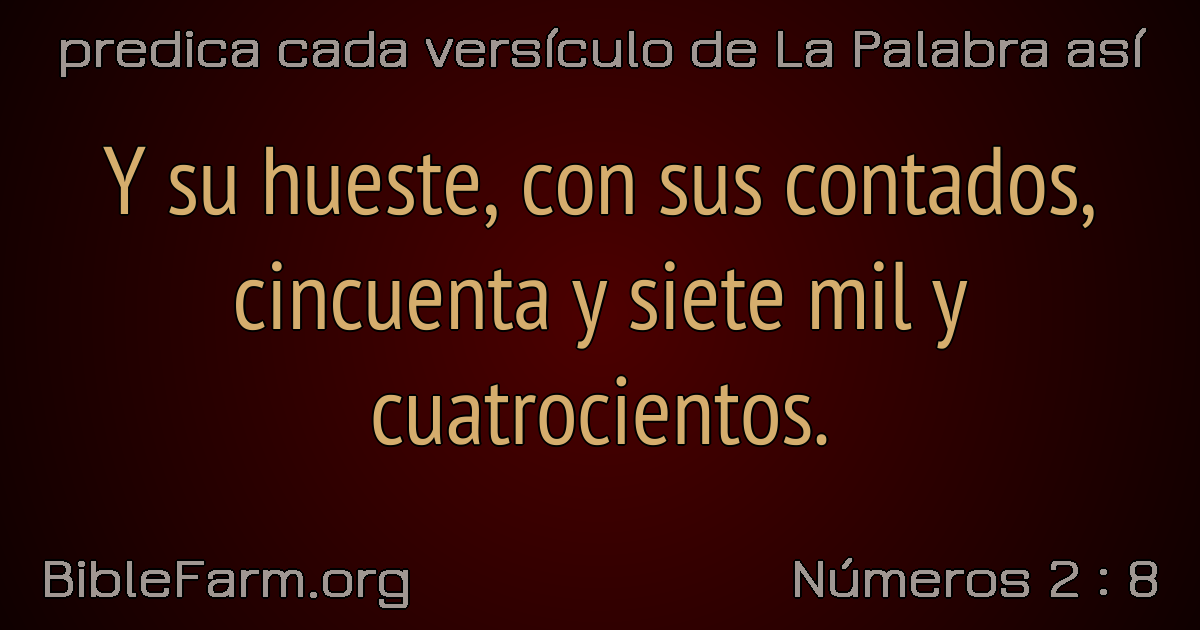 predica cada versículo de La Palabra así
Y su hueste, con sus contados,
cincuenta y siete mil y
cuatrocientos.
BibleFarm.org
Números 2 : 8